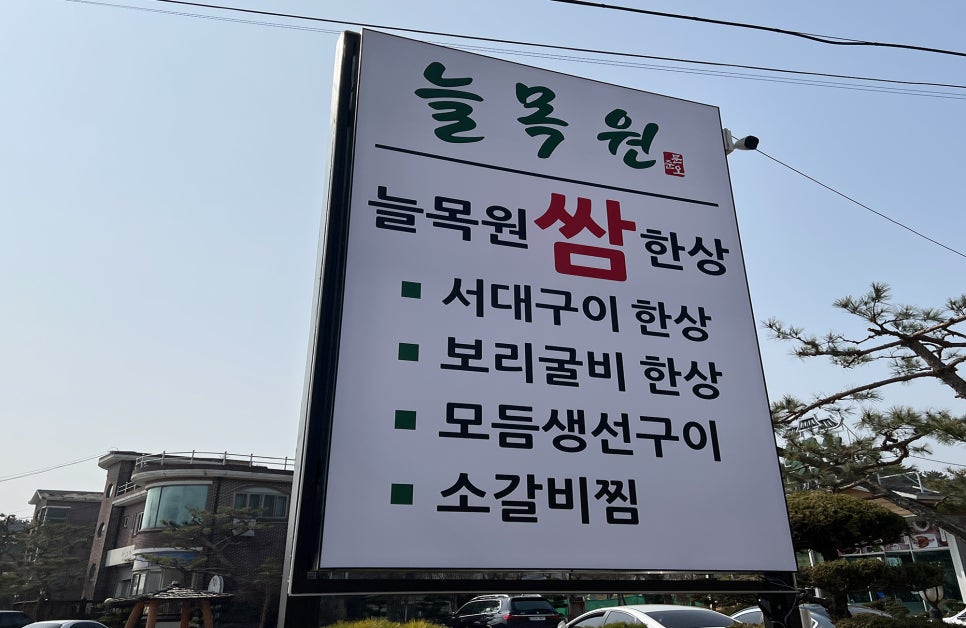 늘목원
늘목원 쌈 한상
서대구이 한상
보리굴비 한상
모듬생선구이
소갈비찜